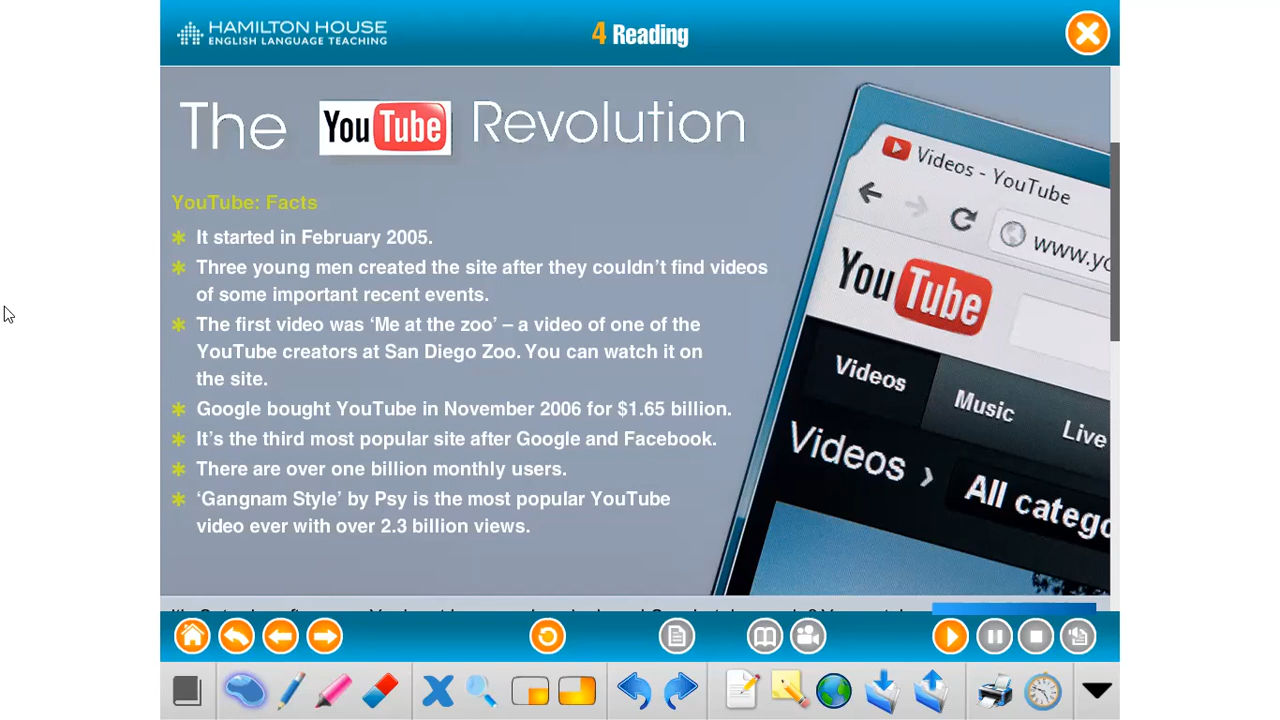 HAMILTON HOUSE
ENGLISH LANGUAGE TEACHING
4 Reading
The YouTube Revolution
YouTube: Facts
It started in February 2005.
Three young men created the site after they couldn't find videos
of some important recent events.
The first video was ‘Me at the zoo’ – a video of one of the
YouTube creators at San Diego Zoo. You can watch it on
the site.
Google bought YouTube in November 2006 for $1.65 billion.
It's the third most popular site after Google and Facebook.
There are over one billion monthly users.
‘Gangnam Style’ by Psy is the most popular YouTube
video ever with over 2.3 billion views.
Videos - YouTube
www.yo
YouTube
Videos Music Live
Videos › All catego